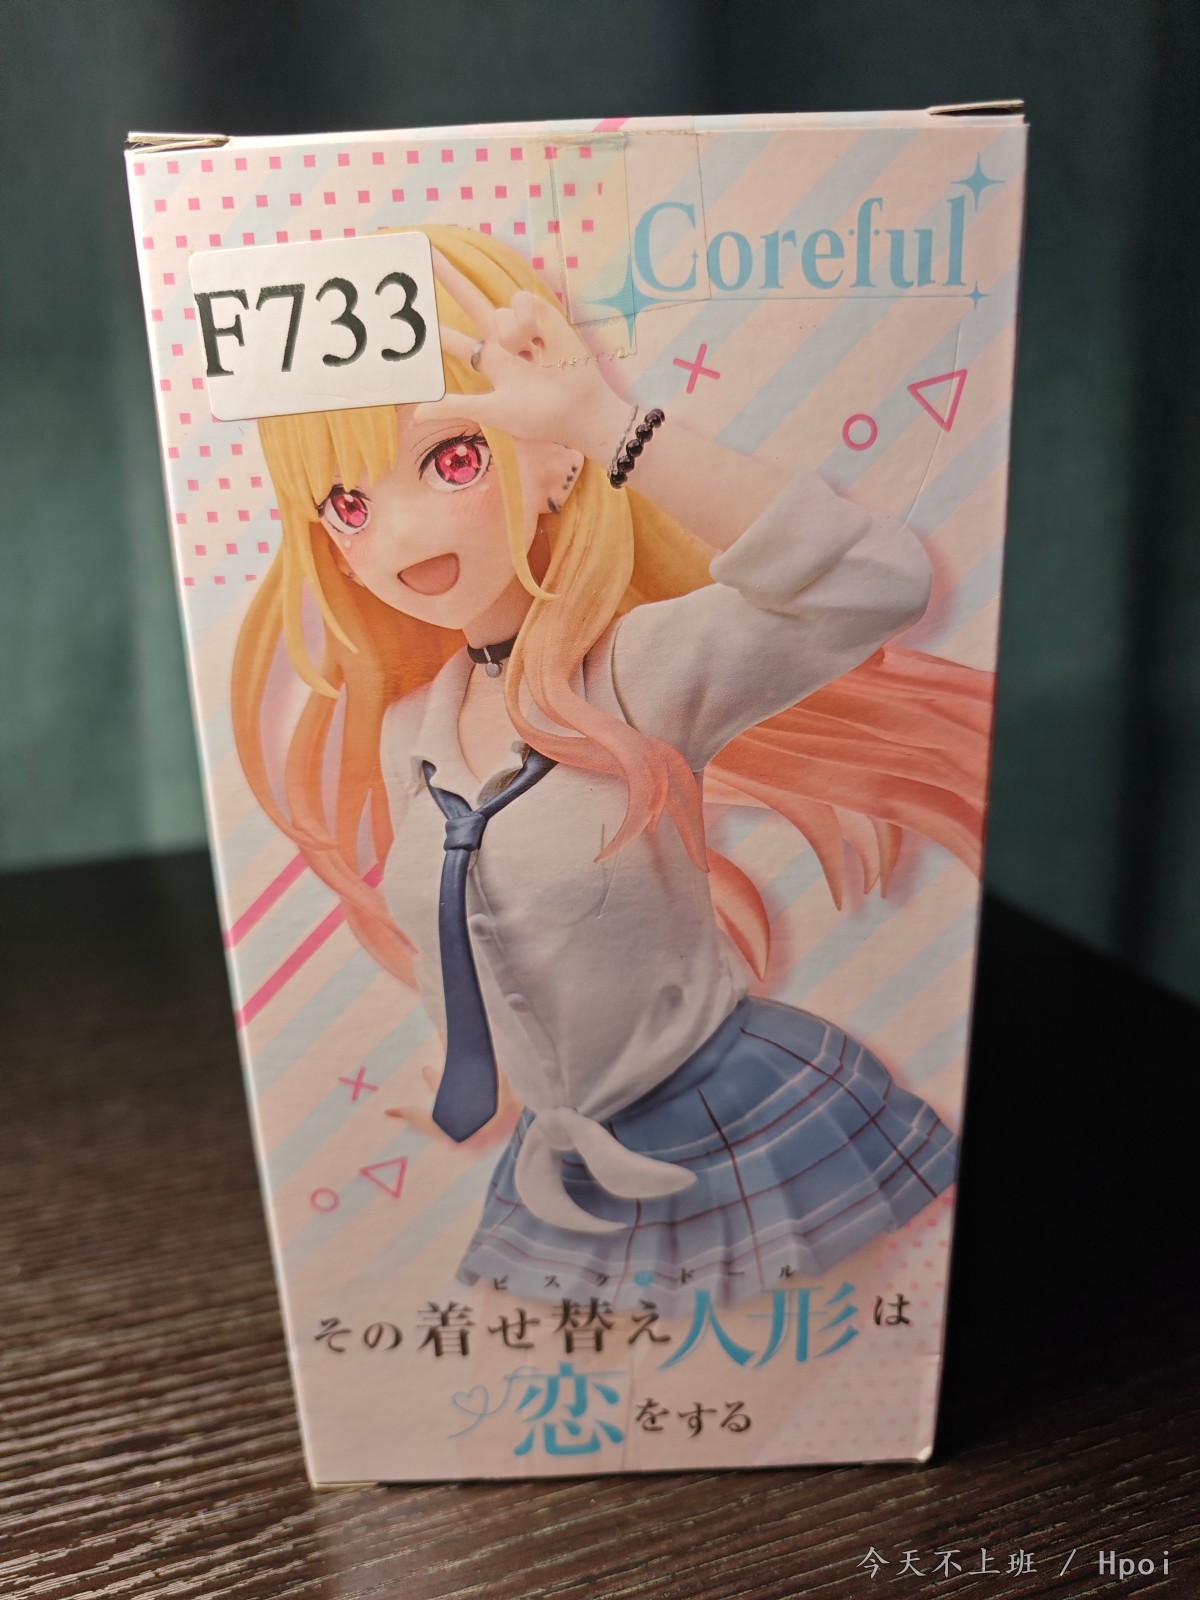 Coreful
F733
ビスク・ドール
その着せ替え人形は
恋をする
今天不上班 / Hpoi